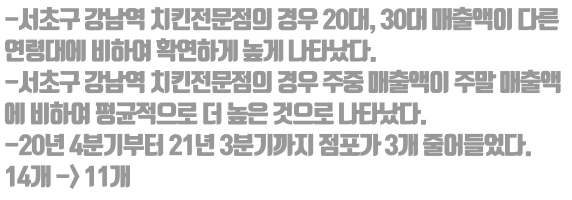 -서초구 강남역 치킨전문점의 경우 20대, 30대 매출액이 다른
연령대에 비하여 확연하게 높게 나타났다.
-서초구 강남역 치킨전문점의 경우 주중 매출액이 주말 매출액
에 비하여 평균적으로 더 높은 것으로 나타났다.
-20년 4분기부터 21년 3분기까지 점포가 3개 줄어들었다.
14개 -> 11개